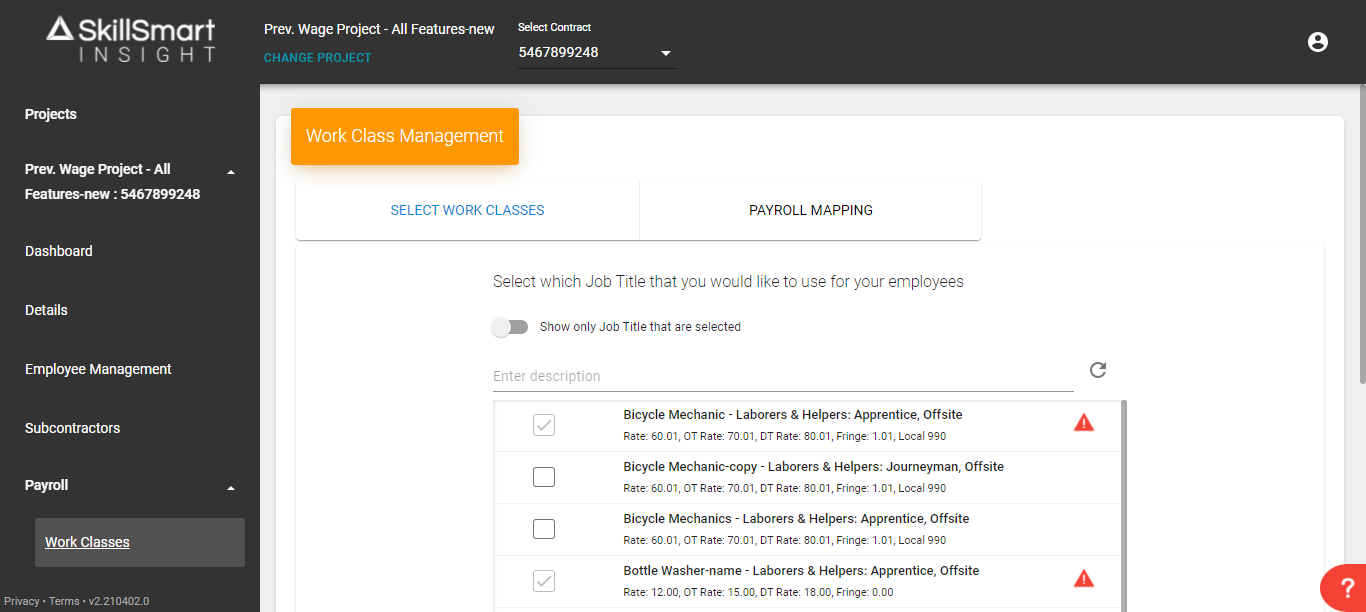 SkillSmart
INSIGHT
Prev. Wage Project - All Features-new
CHANGE PROJECT
Select Contract
5467899248
Projects
Prev. Wage Project - All
Features-new : 5467899248
Dashboard
Details
Employee Management
Subcontractors
Payroll
Work Classes
Privacy • Terms • v2.210402.0
Work Class Management
SELECT WORK CLASSES
PAYROLL MAPPING
Select which Job Title that you would like to use for your employees
Show only Job Title that are selected
Enter description
Bicycle Mechanic - Laborers & Helpers: Apprentice, Offsite
Rate: 60.01, OT Rate: 70.01, DT Rate: 80.01, Fringe: 1.01, Local 990
Bicycle Mechanic-copy - Laborers & Helpers: Journeyman, Offsite
Rate: 60.01, OT Rate: 70.01, DT Rate: 80.01, Fringe: 1.01, Local 990
Bicycle Mechanics - Laborers & Helpers: Apprentice, Offsite
Rate: 60.01, OT Rate: 70.01, DT Rate: 80.01, Fringe: 1.01, Local 990
Bottle Washer-name - Laborers & Helpers: Apprentice, Offsite
Rate: 12.00, OT Rate: 15.00, DT Rate: 18.00, Fringe: 0.00
?